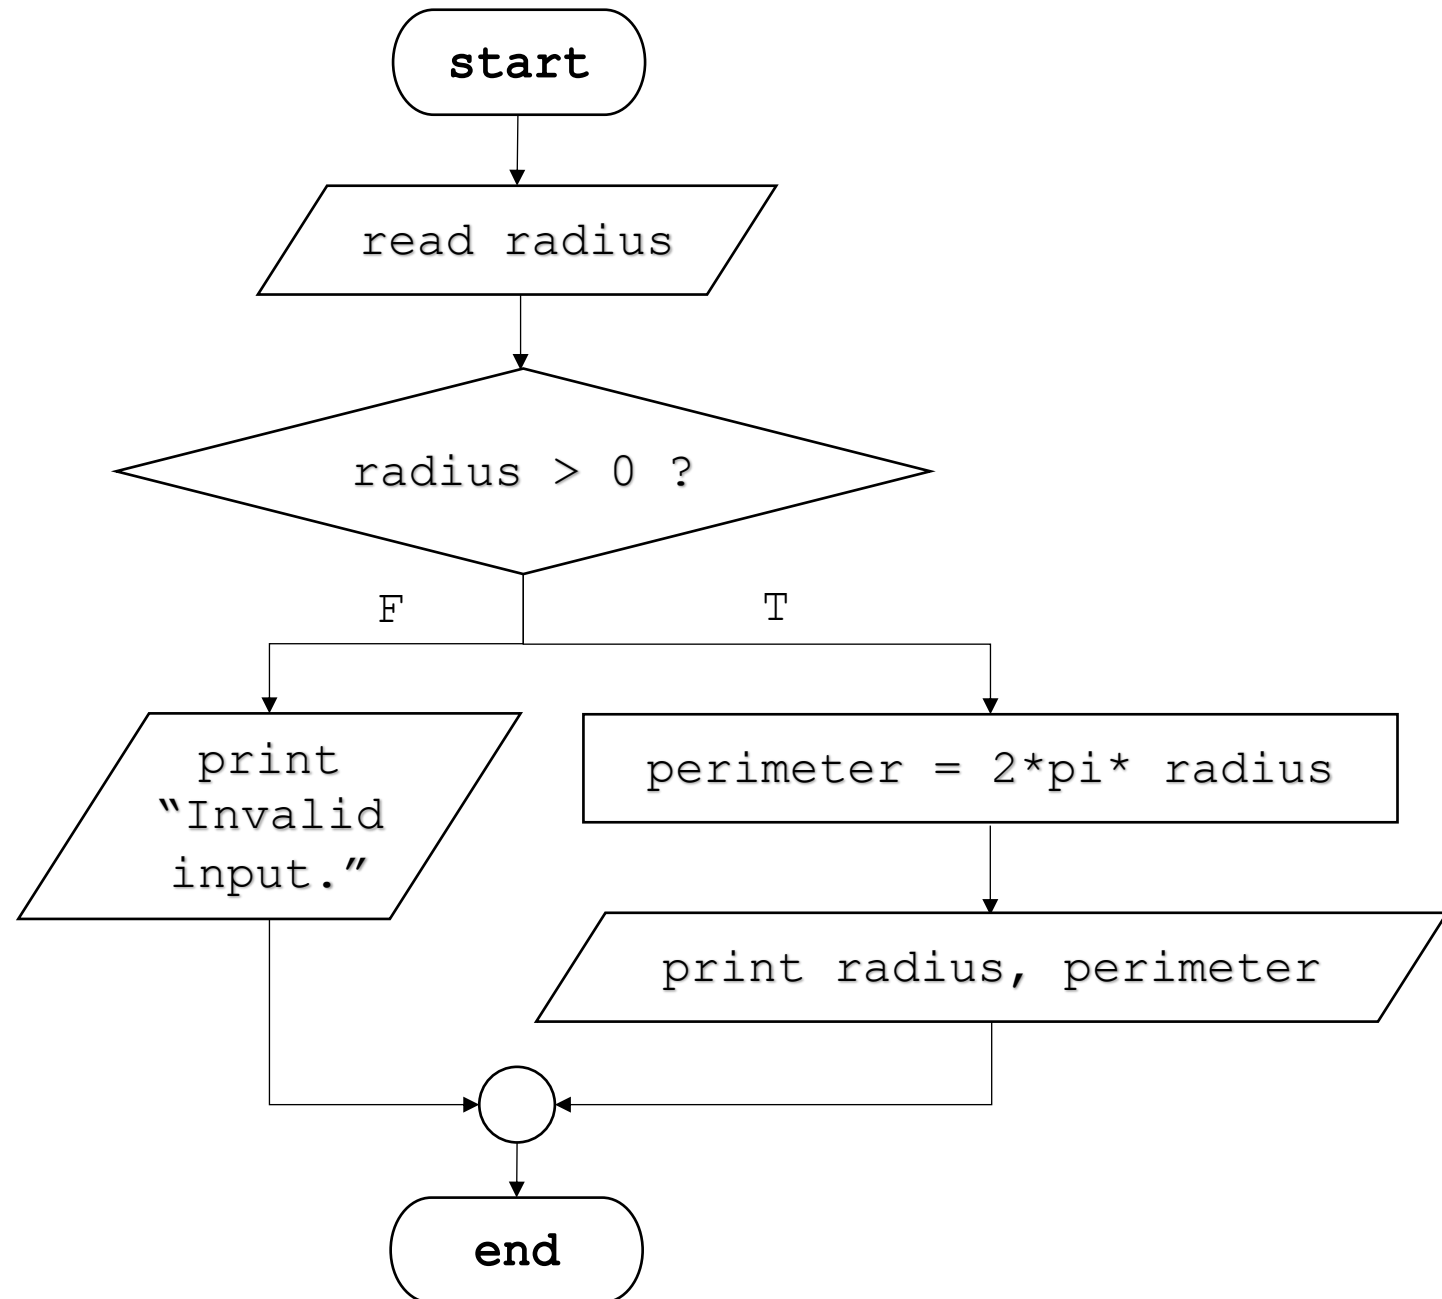 start
read radius
radius > 0 ?
F
T
print
“Invalid
input.”
perimeter = 2*pi* radius
print radius, perimeter
end